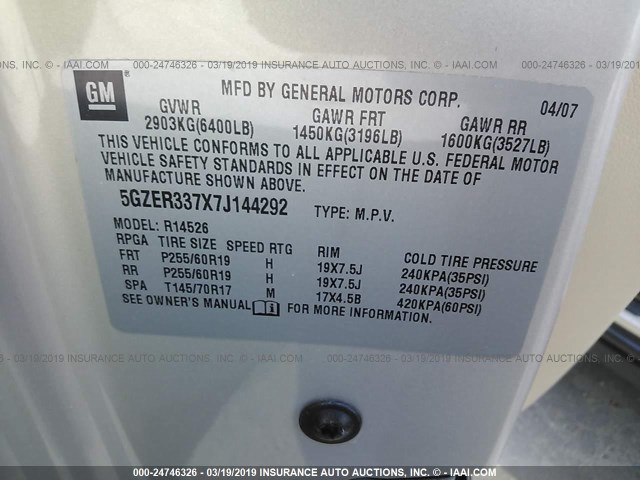 000-24746326 - 03/19/2019 INSURANCE AUTO AUCTIONS, INC. - © - IAAI.COM
GM®
MFD BY GENERAL MOTORS CORP. 04/07
GVWR GAWR FRT GAWR RR
2903KG(6400LB) 1450KG(3196LB) 1600KG(3527LB)
THIS VEHICLE CONFORMS TO ALL APPLICABLE U.S. FEDERAL MOTOR
VEHICLE SAFETY STANDARDS IN EFFECT ON THE DATE OF
MANUFACTURE SHOWN ABOVE.
5GZER337X7J144292 TYPE: M.P.V.
MODEL: R14526
RPGA TIRE SIZE SPEED RTG RIM COLD TIRE PRESSURE
FRT P255/60R19 H 19X7.5J 240KPA(35PSI)
RR P255/60R19 H 19X7.5J 240KPA(35PSI)
SPA T145/70R17 M 17X4.5B 420KPA(60PSI)
SEE OWNER'S MANUAL FOR MORE INFORMATION.
000-24746326 - 03/19/2019 INSURANCE AUTO AUCTIONS, INC. - © - IAAI.COM
000-24746326 - 03/19/2019 INSURANCE AUTO AUCTIONS, INC. - © - IAAI.COM